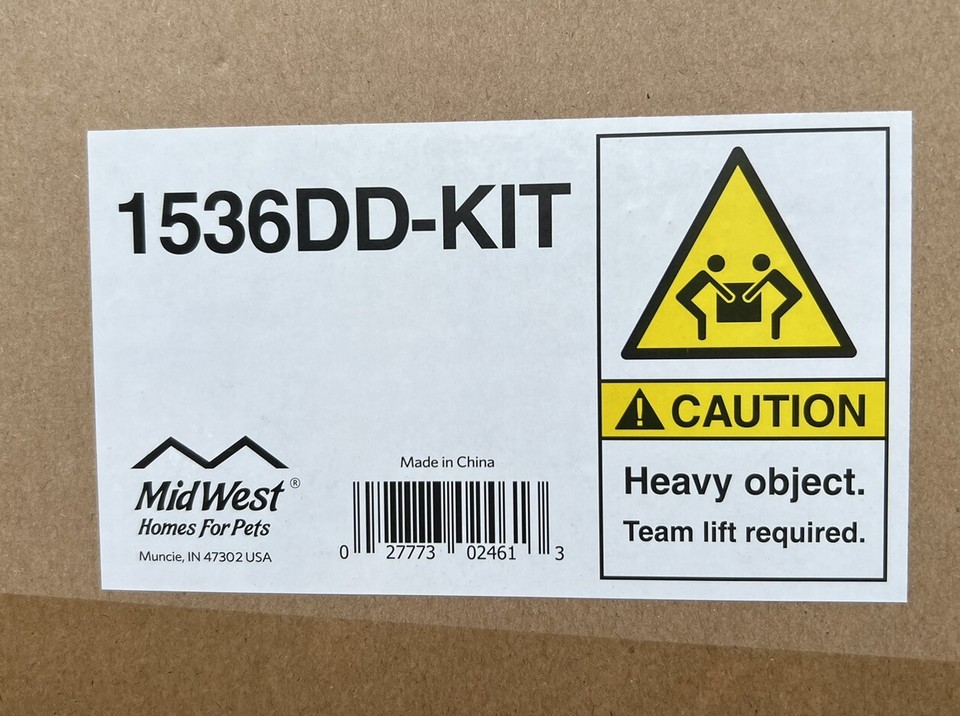 1536DD-KIT
MidWest®
Homes For Pets
Muncie, IN 47302 USA
Made in China
0 27773 02461 3
! CAUTION
Heavy object.
Team lift required.